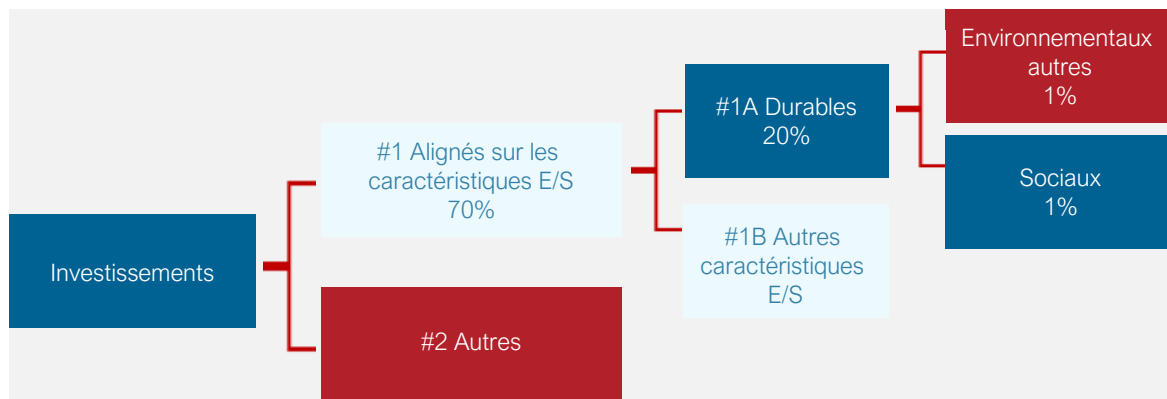 Investissements
#1 Alignés sur les
caractéristiques E/S
70%
#2 Autres
#1A Durables
20%
#1B Autres
caractéristiques
E/S
Environnementaux
autres
1%
Sociaux
1%